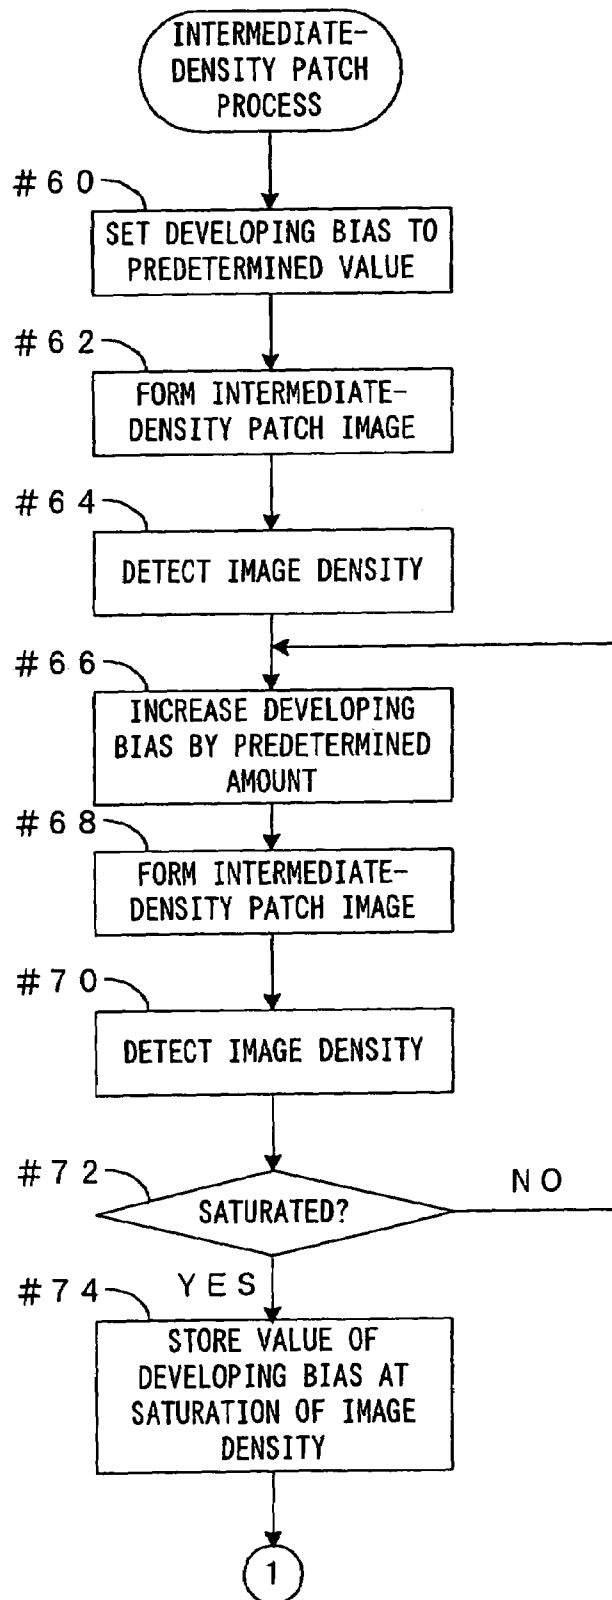 INTERMEDIATE-
DENSITY PATCH
PROCESS
#60
SET DEVELOPING BIAS TO
PREDETERMINED VALUE
#62
FORM INTERMEDIATE-
DENSITY PATCH IMAGE
#64
DETECT IMAGE DENSITY
#66
INCREASE DEVELOPING
BIAS BY PREDETERMINED
AMOUNT
#68
FORM INTERMEDIATE-
DENSITY PATCH IMAGE
#70
DETECT IMAGE DENSITY
#72
SATURATED?
NO
YES
#74
STORE VALUE OF
DEVELOPING BIAS AT
SATURATION OF IMAGE
DENSITY
1